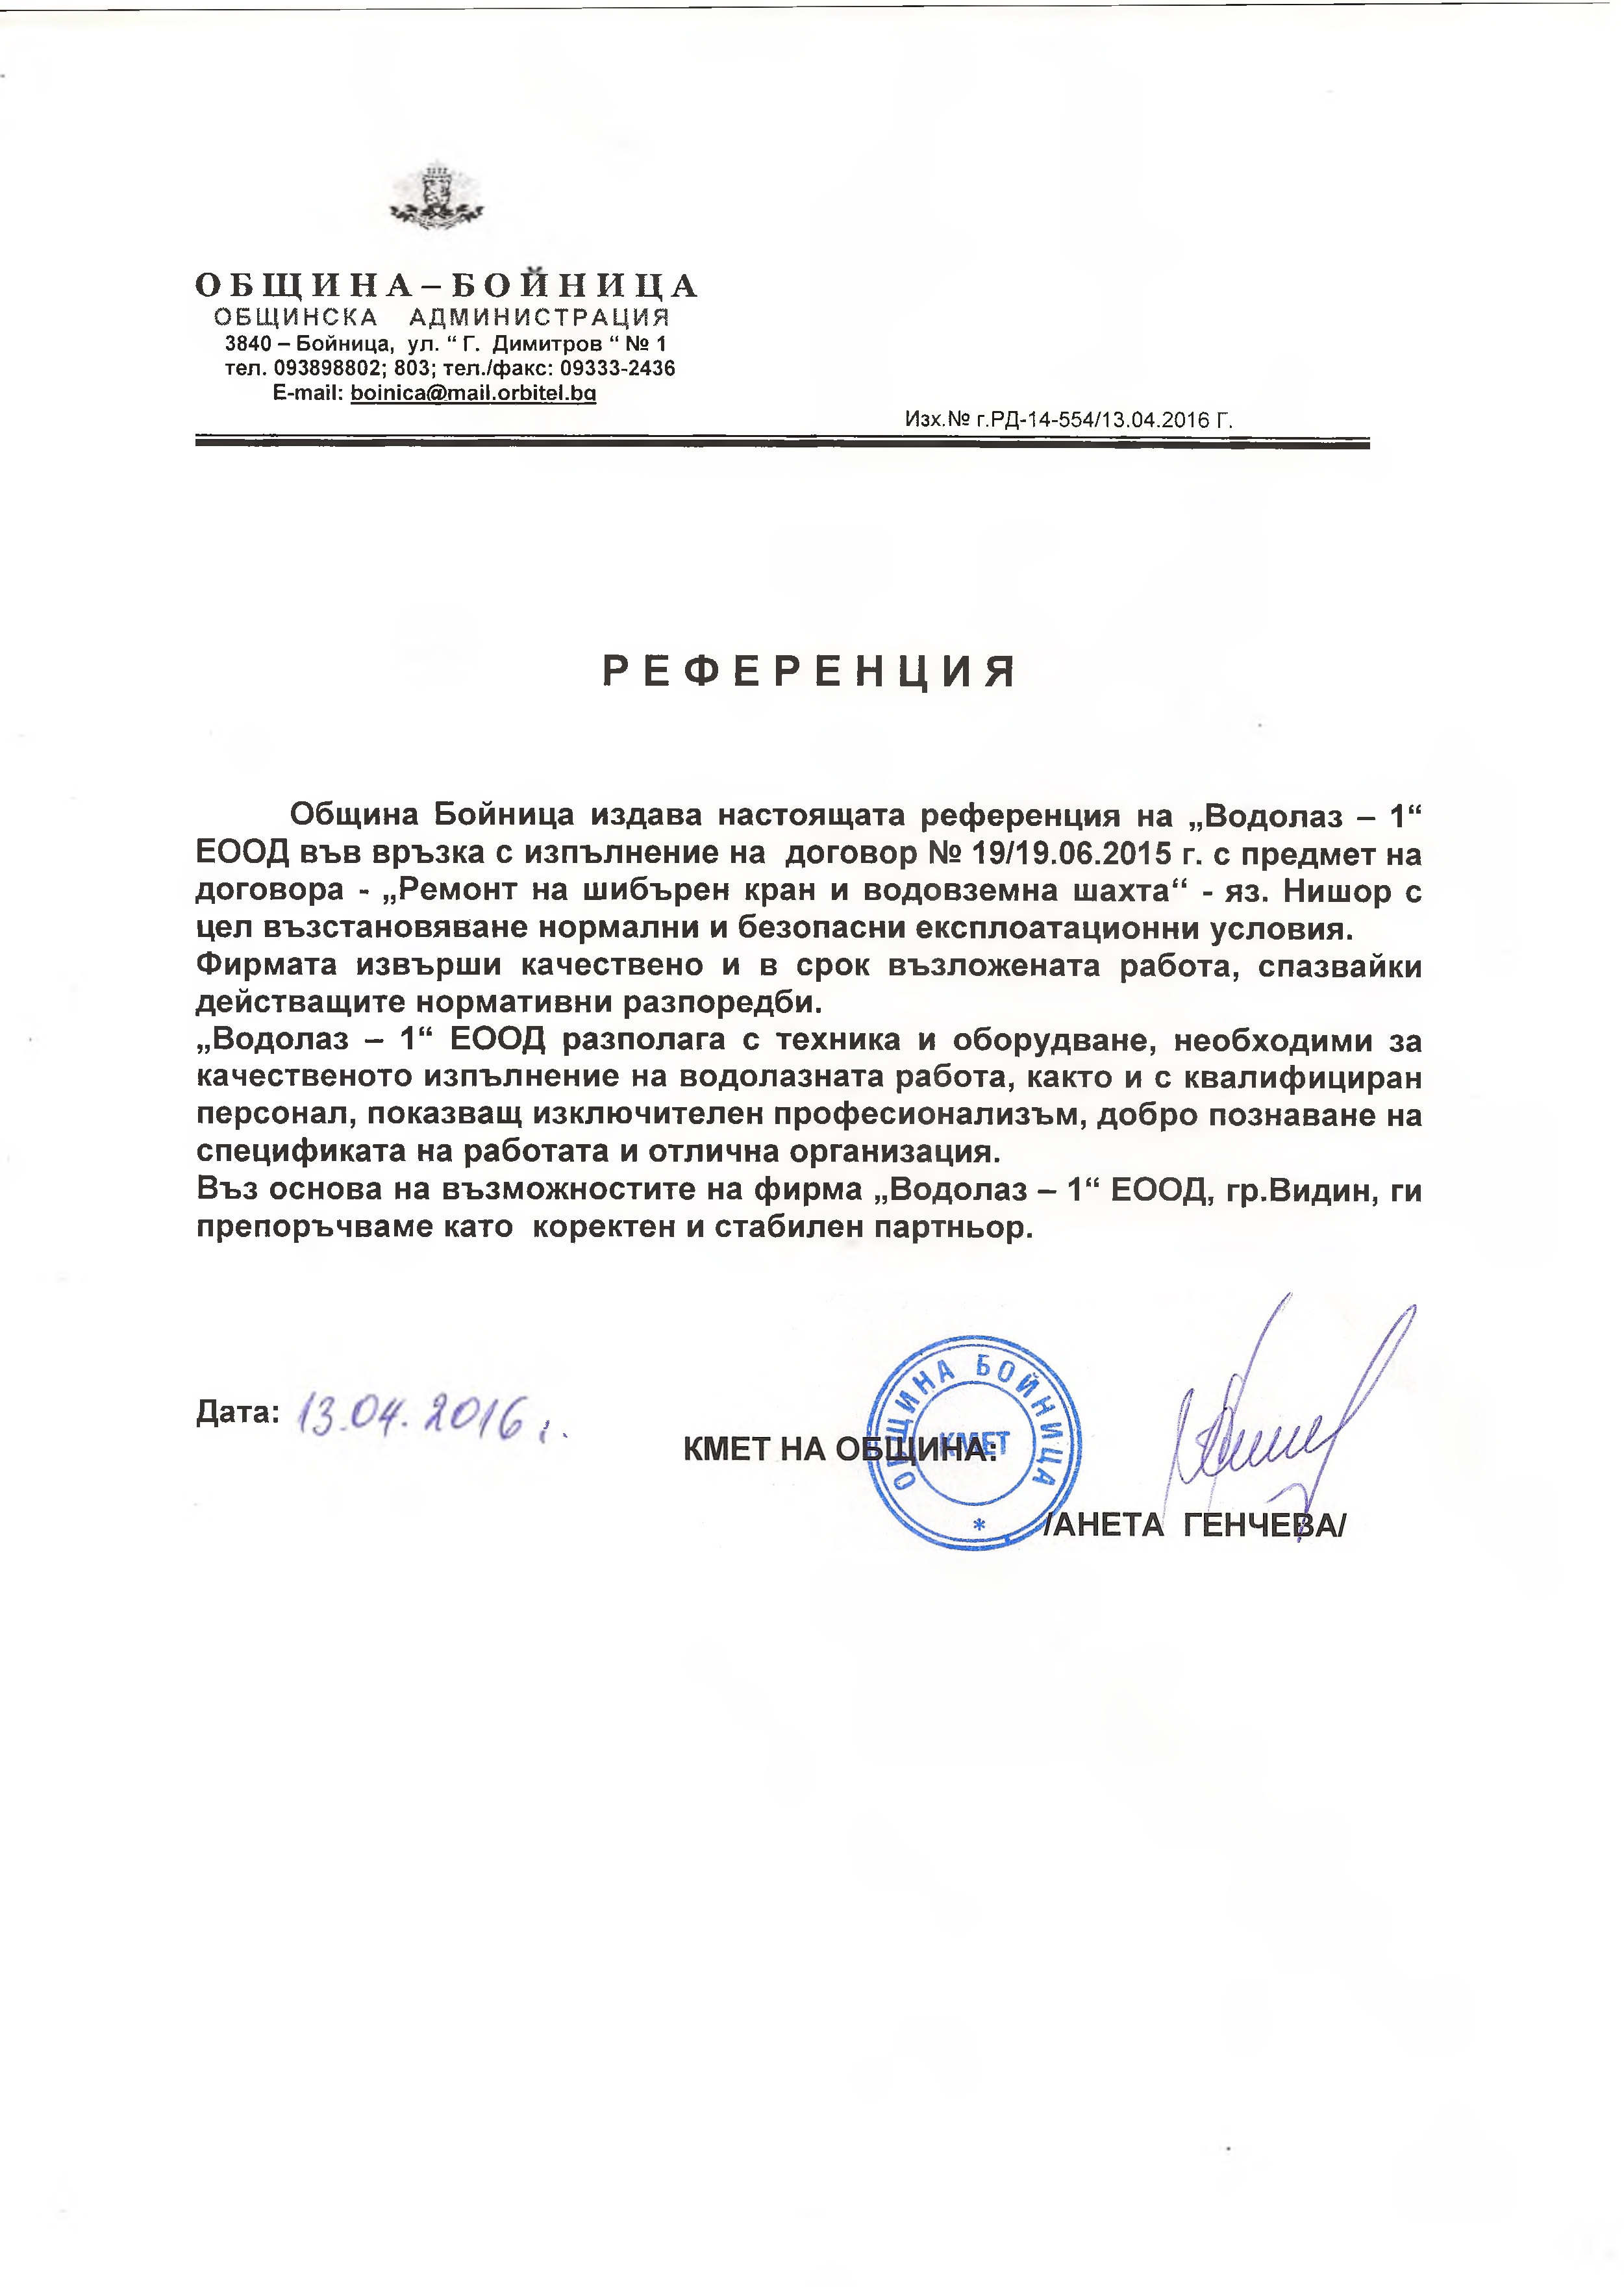 ОБЩИНА–БОЙНИЦА
ОБЩИНСКА АДМИНИСТРАЦИЯ
3840 – Бойница, ул. “ Г. Димитров “ № 1
тел. 093898802; 803; тел./факс: 09333-2436
E-mail: boinica@mail.orbitel.bg
Изх.№ г.РД-14-554/13.04.2016 Г.
РЕФЕРЕНЦИЯ
Община Бойница издава настоящата референция на „Водолаз – 1“
ЕООД във връзка с изпълнение на договор № 19/19.06.2015 г. с предмет на
договора - „Ремонт на шибърен кран и водовземна шахта“ - яз. Нишор с
цел възстановяване нормални и безопасни експлоатационни условия.
Фирмата извърши качествено и в срок възложената работа, спазвайки
действащите нормативни разпоредби.
„Водолаз – 1“ ЕООД разполага с техника и оборудване, необходими за
качественото изпълнение на водолазната работа, както и с квалифициран
персонал, показващ изключителен професионализъм, добро познаване на
спецификата на работата и отлична организация.
Въз основа на възможностите на фирма „Водолаз – 1“ ЕООД, гр.Видин, ги
препоръчваме като коректен и стабилен партньор.
Дата: 13.04.2016 г.
КМЕТ НА ОБЩИНА:
ОБЩИНА БОЙНИЦА
КМЕТ
*
/АНЕТА ГЕНЧЕВА/